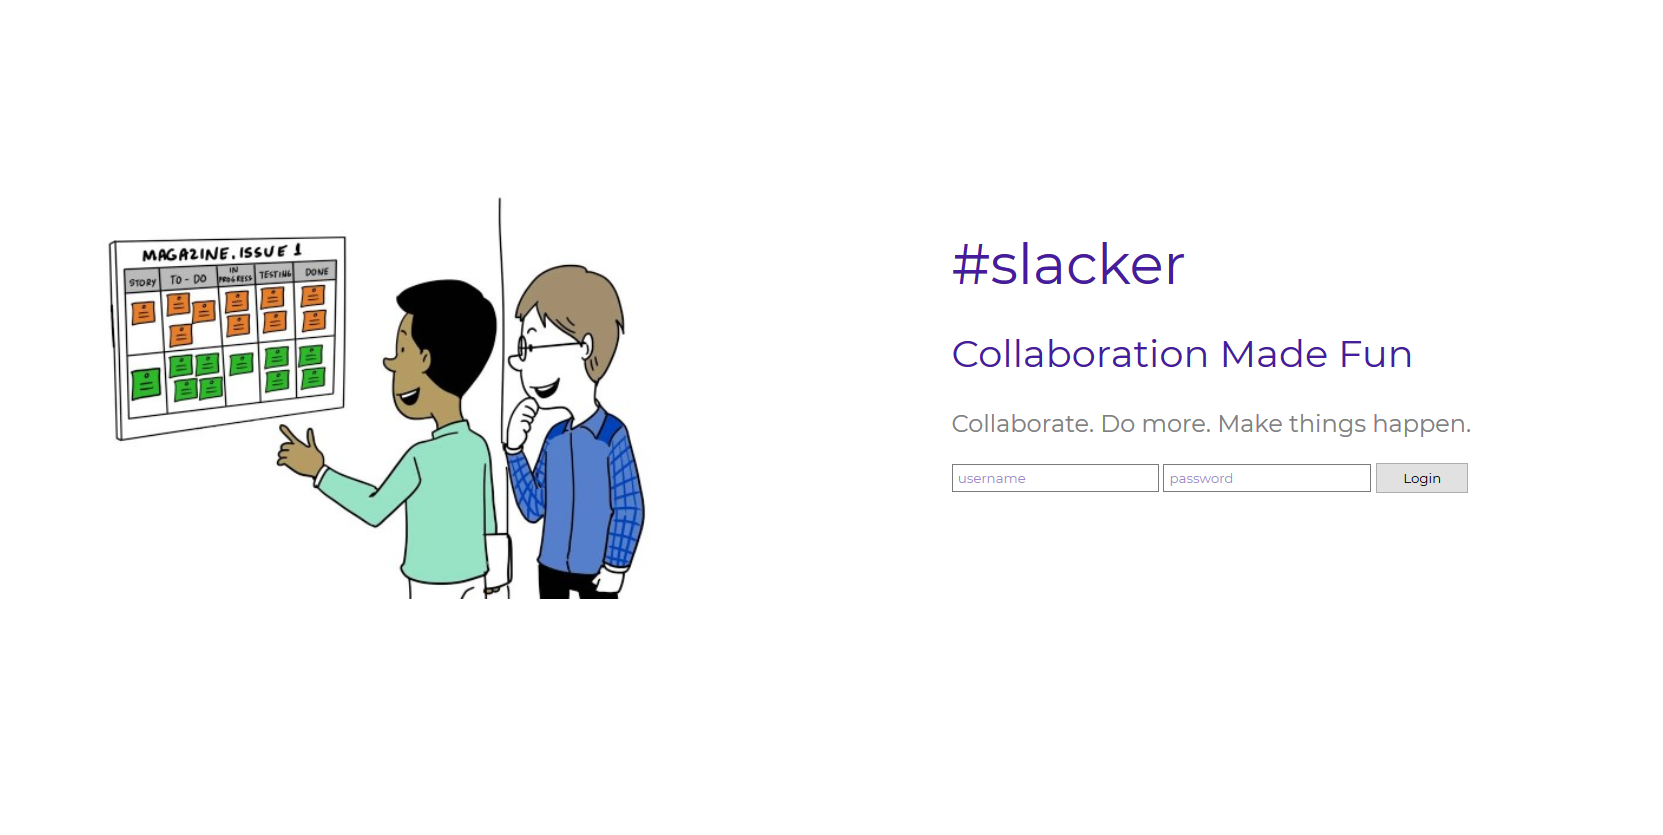 MAGAZINE. ISSUE 1
STORY TO-DO IN PROGRESS TESTING DONE
#slacker
Collaboration Made Fun
Collaborate. Do more. Make things happen.
username password Login